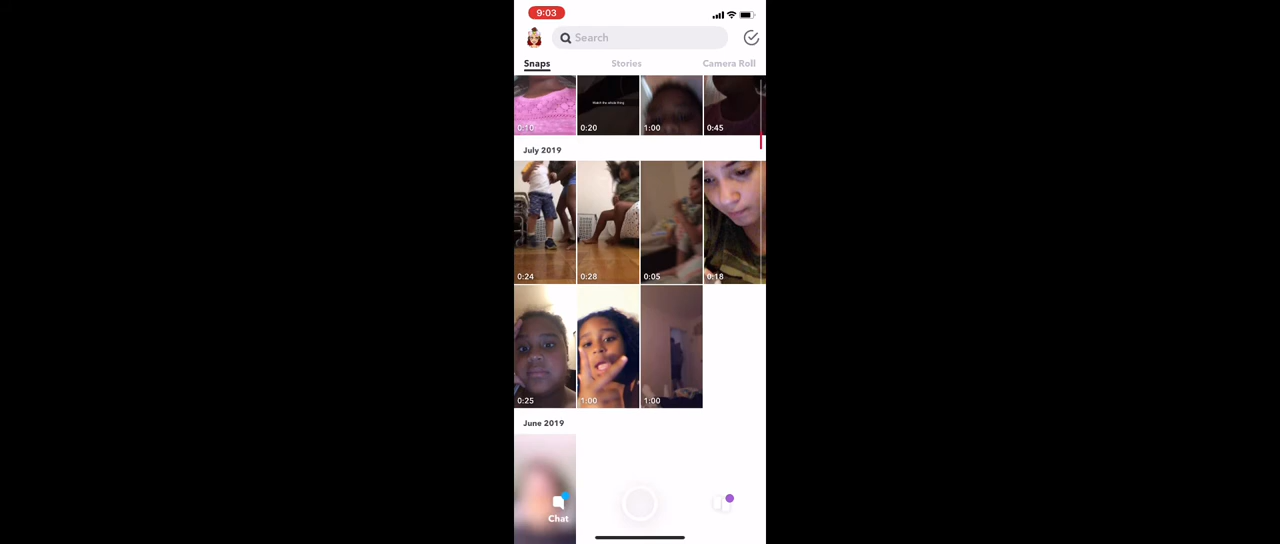 9:03
Search
Snaps Stories Camera Roll
0:10 0:20 1:00 0:45
July 2019
0:24 0:28 0:05 0:18
0:25 1:00 1:00
June 2019
Chat